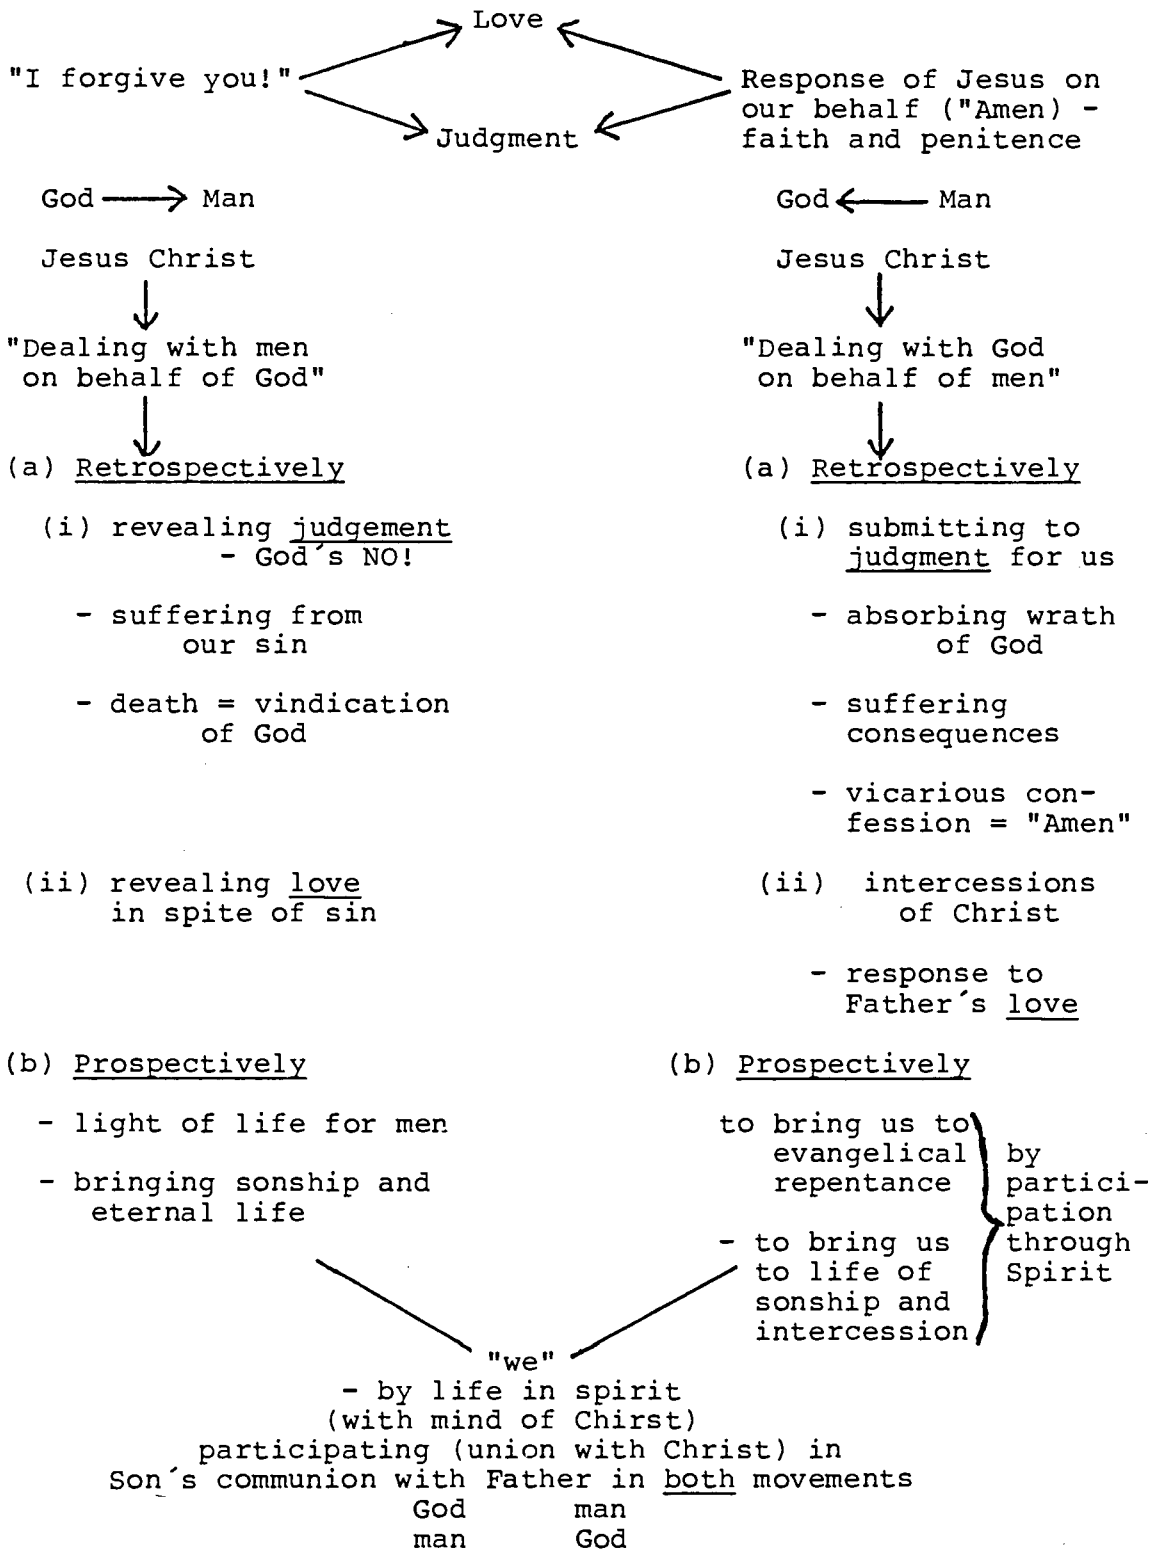 Love
"I forgive you!"
Response of Jesus on
our behalf ("Amen) -
faith and penitence
Judgment
God Man
Jesus Christ
"Dealing with men
on behalf of God"
(a) Retrospectively
(i) revealing judgement
- God´s NO!
- suffering from
our sin
- death = vindication
of God
(ii) revealing love
in spite of sin
(b) Prospectively
- light of life for men
- bringing sonship and
eternal life
God Man
Jesus Christ
"Dealing with God
on behalf of men"
(a) Retrospectively
(i) submitting to
judgment for us
- absorbing wrath
of God
- suffering
consequences
- vicarious con-
fession = "Amen"
(ii) intercessions
of Christ
- response to
Father´s love
(b) Prospectively
to bring us to
evangelical
repentance
- to bring us
to life of
sonship and
intercession
by
partici-
pation
through
Spirit
"we"
- by life in spirit
(with mind of Chirst)
participating (union with Christ) in
Son´s communion with Father in both movements
God man
man God